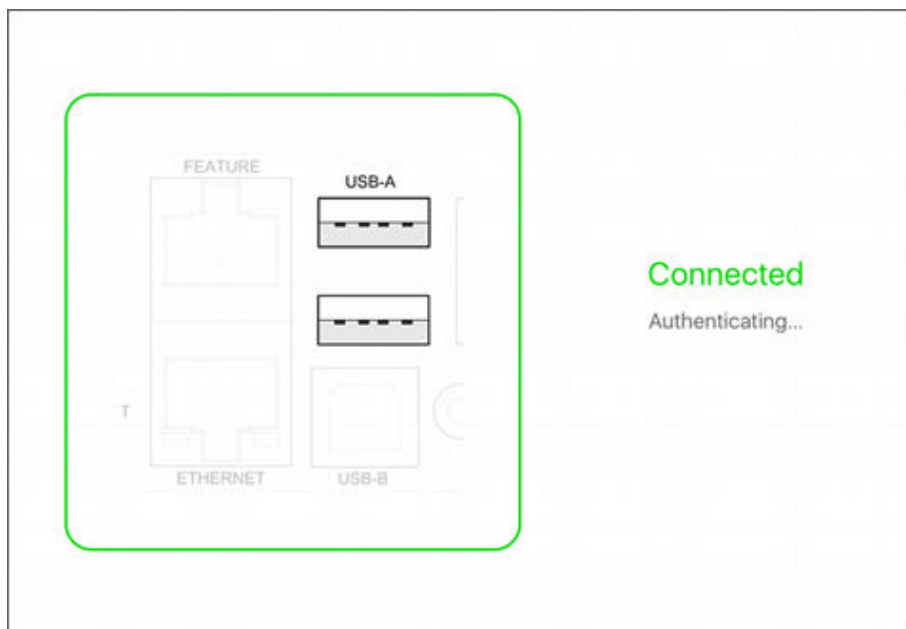 FEATURE
USB-A
Connected
Authenticating...
T
ETHERNET
USB-B